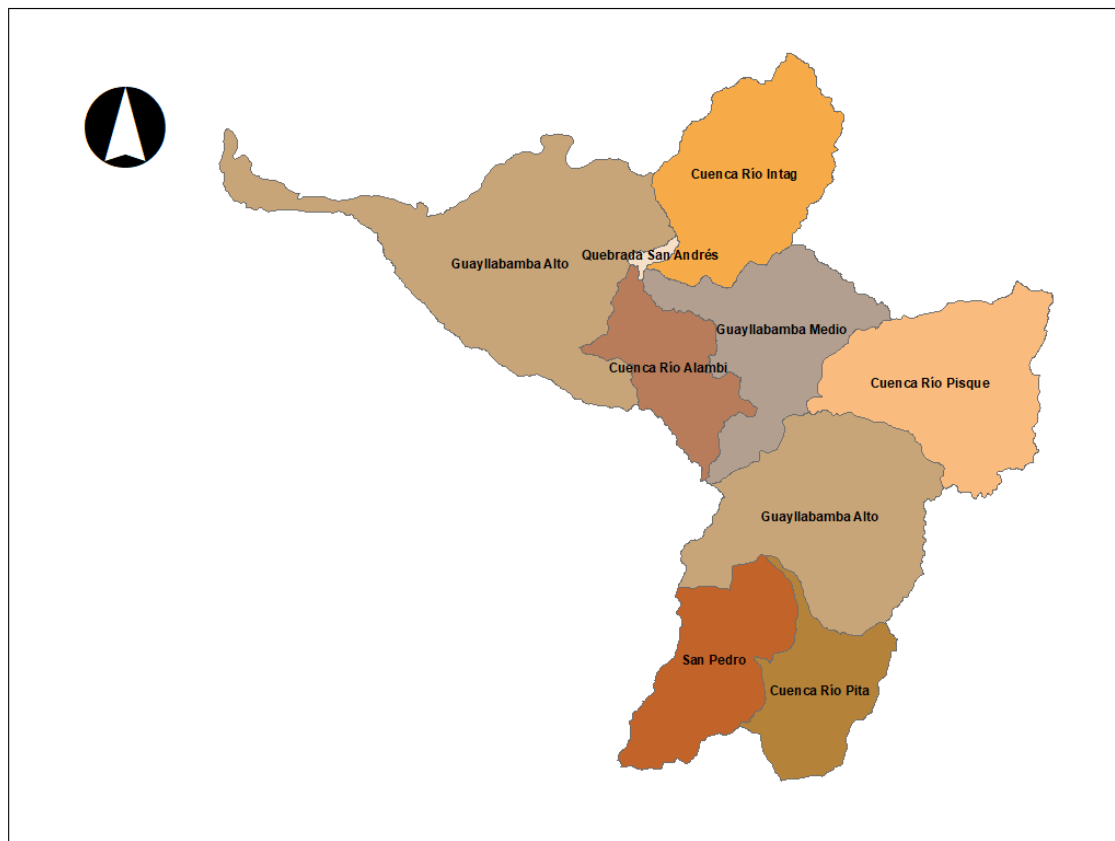 Cuenca Río Intag
Quebrada San Andrés
Guayllabamba Alto
Guayllabamba Medio
Cuenca Río Alambi
Cuenca Río Pisque
Guayllabamba Alto
San Pedro
Cuenca Río Pita